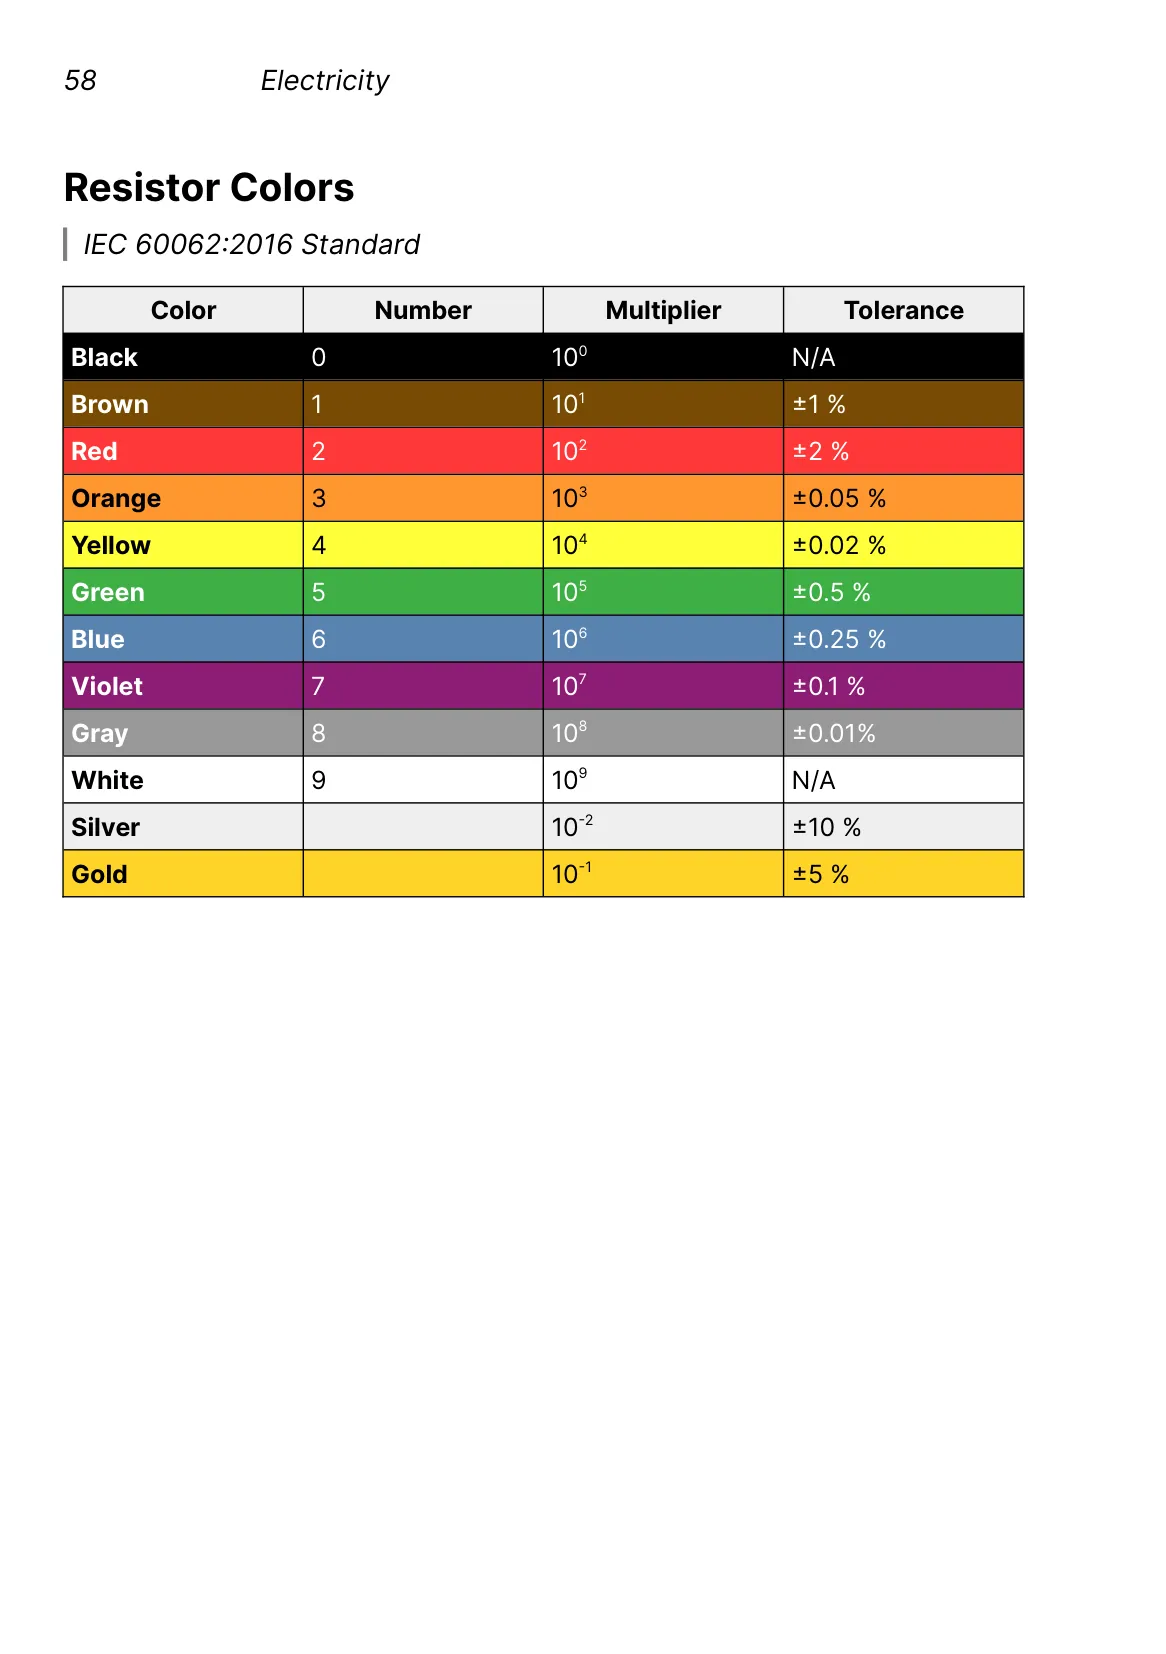 58 Electricity
Resistor Colors
IEC 60062:2016 Standard
Color Number Multiplier Tolerance
Black 0 10⁰ N/A
Brown 1 10¹ ±1 %
Red 2 10² ±2 %
Orange 3 10³ ±0.05 %
Yellow 4 10⁴ ±0.02 %
Green 5 10⁵ ±0.5 %
Blue 6 10⁶ ±0.25 %
Violet 7 10⁷ ±0.1 %
Gray 8 10⁸ ±0.01%
White 9 10⁹ N/A
Silver 10⁻² ±10 %
Gold 10⁻¹ ±5 %